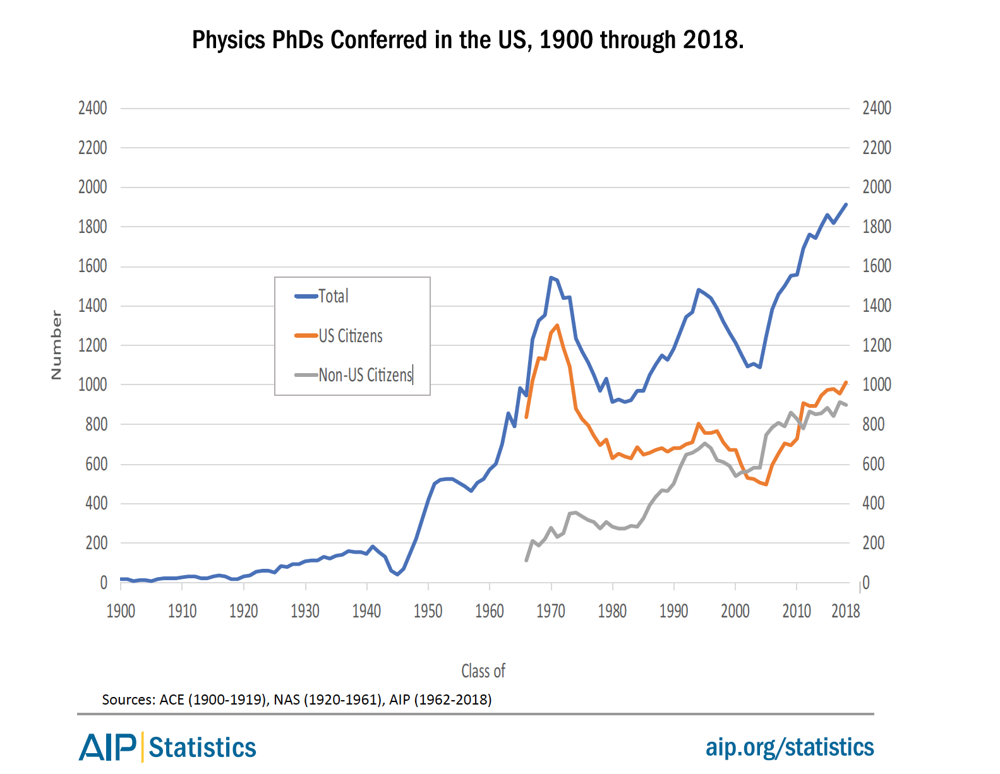 Physics PhDs Conferred in the US, 1900 through 2018.
2400 2400
2200 2200
2000 2000
1800 1800
1600 1600
1400 1400
1200 1200
1000 1000
800 800
600 600
400 400
200 200
0 0
Number
Total
US Citizens
Non-US Citizens
1900 1910 1920 1930 1940 1950 1960 1970 1980 1990 2000 2010 2018
Class of
Sources: ACE (1900-1919), NAS (1920-1961), AIP (1962-2018)
AIP Statistics aip.org/statistics